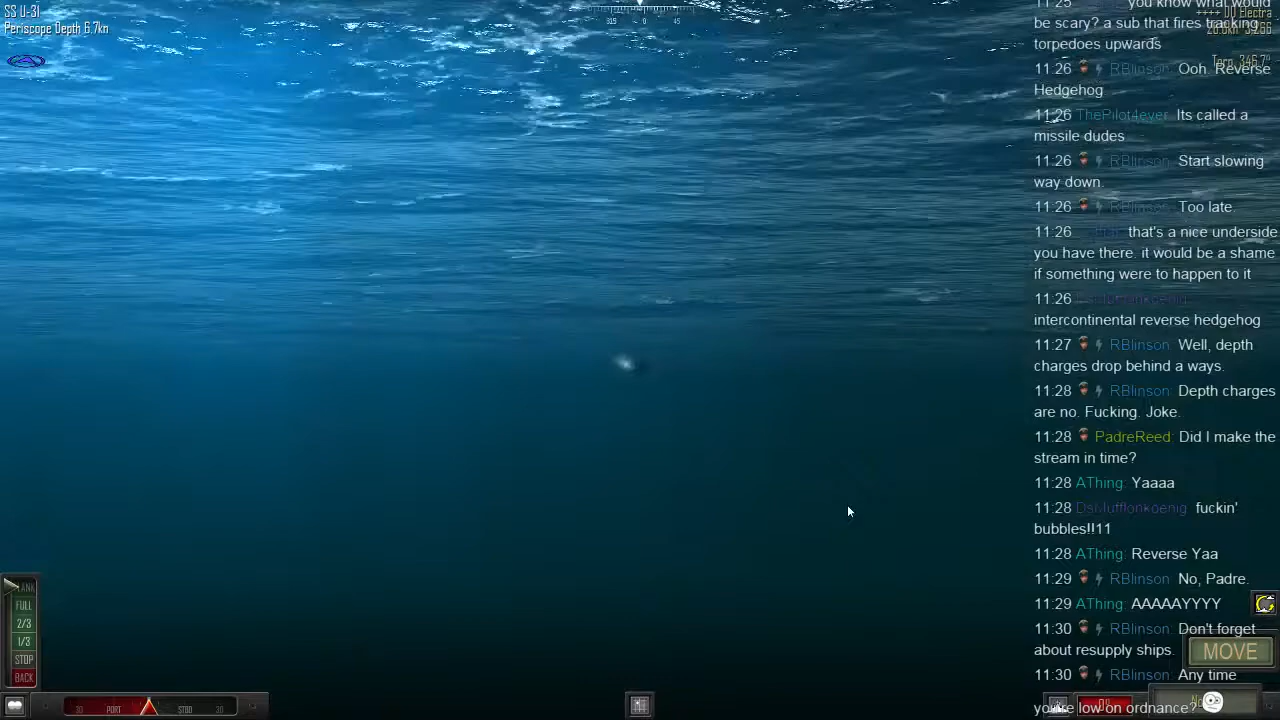 SS U-31
Periscope Depth 6.7kn
315 0 45
11:25 you know what would
be scary? a sub that fires tracking
torpedoes upwards
11:26 RBlinson: Ooh. Reverse
Hedgehog
11:26 ThePilot4ever: Its called a
missile dudes
11:26 RBlinson: Start slowing
way down.
11:26 RBlinson: Too late.
11:26 that's a nice underside
you have there. it would be a shame
if something were to happen to it
11:26
intercontinental reverse hedgehog
11:27 RBlinson: Well, depth
charges drop behind a ways.
11:28 RBlinson: Depth charges
are no. Fucking. Joke.
11:28 PadreReed: Did I make the
stream in time?
11:28 AThing: Yaaaa
11:28 fuckin'
bubbles!!11
11:28 AThing: Reverse Yaa
11:29 RBlinson: No, Padre.
11:29 AThing: AAAAAYYYY
11:30 RBlinson: Don't forget
about resupply ships.
11:30 RBlinson: Any time
you're low on ordnance?
MOVE
FULL
2/3
1/3
STOP
BACK
30 PORT STBD 30